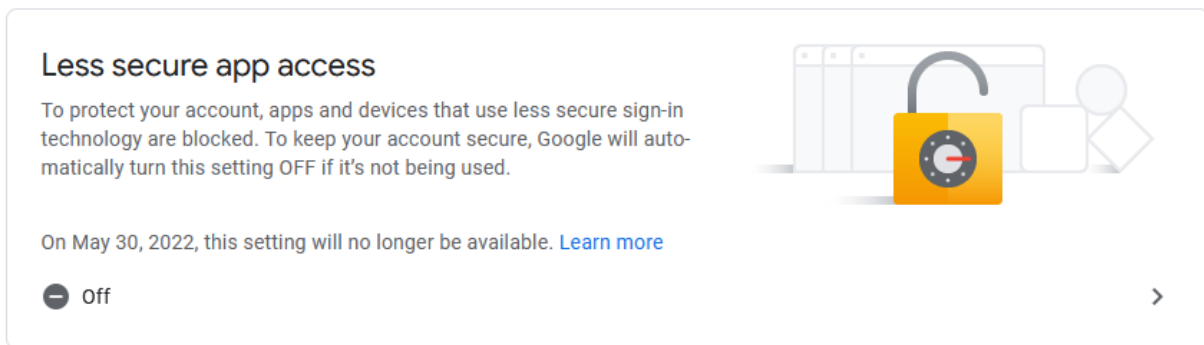 Less secure app access
To protect your account, apps and devices that use less secure sign-in
technology are blocked. To keep your account secure, Google will auto-
matically turn this setting OFF if it's not being used.
On May 30, 2022, this setting will no longer be available. Learn more
Off